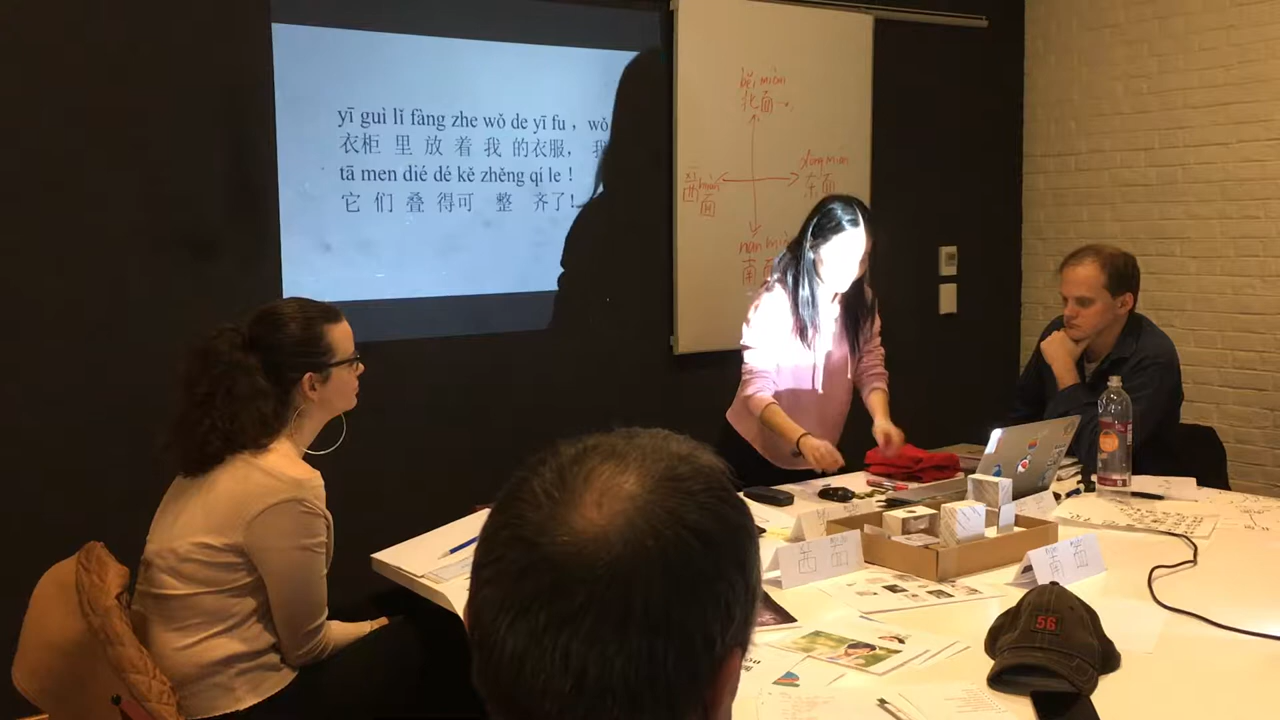 yī guì lǐ fàng zhe wǒ de yī fu ，wǒ
衣柜 里 放 着 我 的衣服， 我
tā men dié dé kě zhěng qí le！
它 们 叠 得可 整 齐了！
běi miàn
北面
xī miàn
西面
dōng miàn
东面
nán miàn
南
西面
南面
56